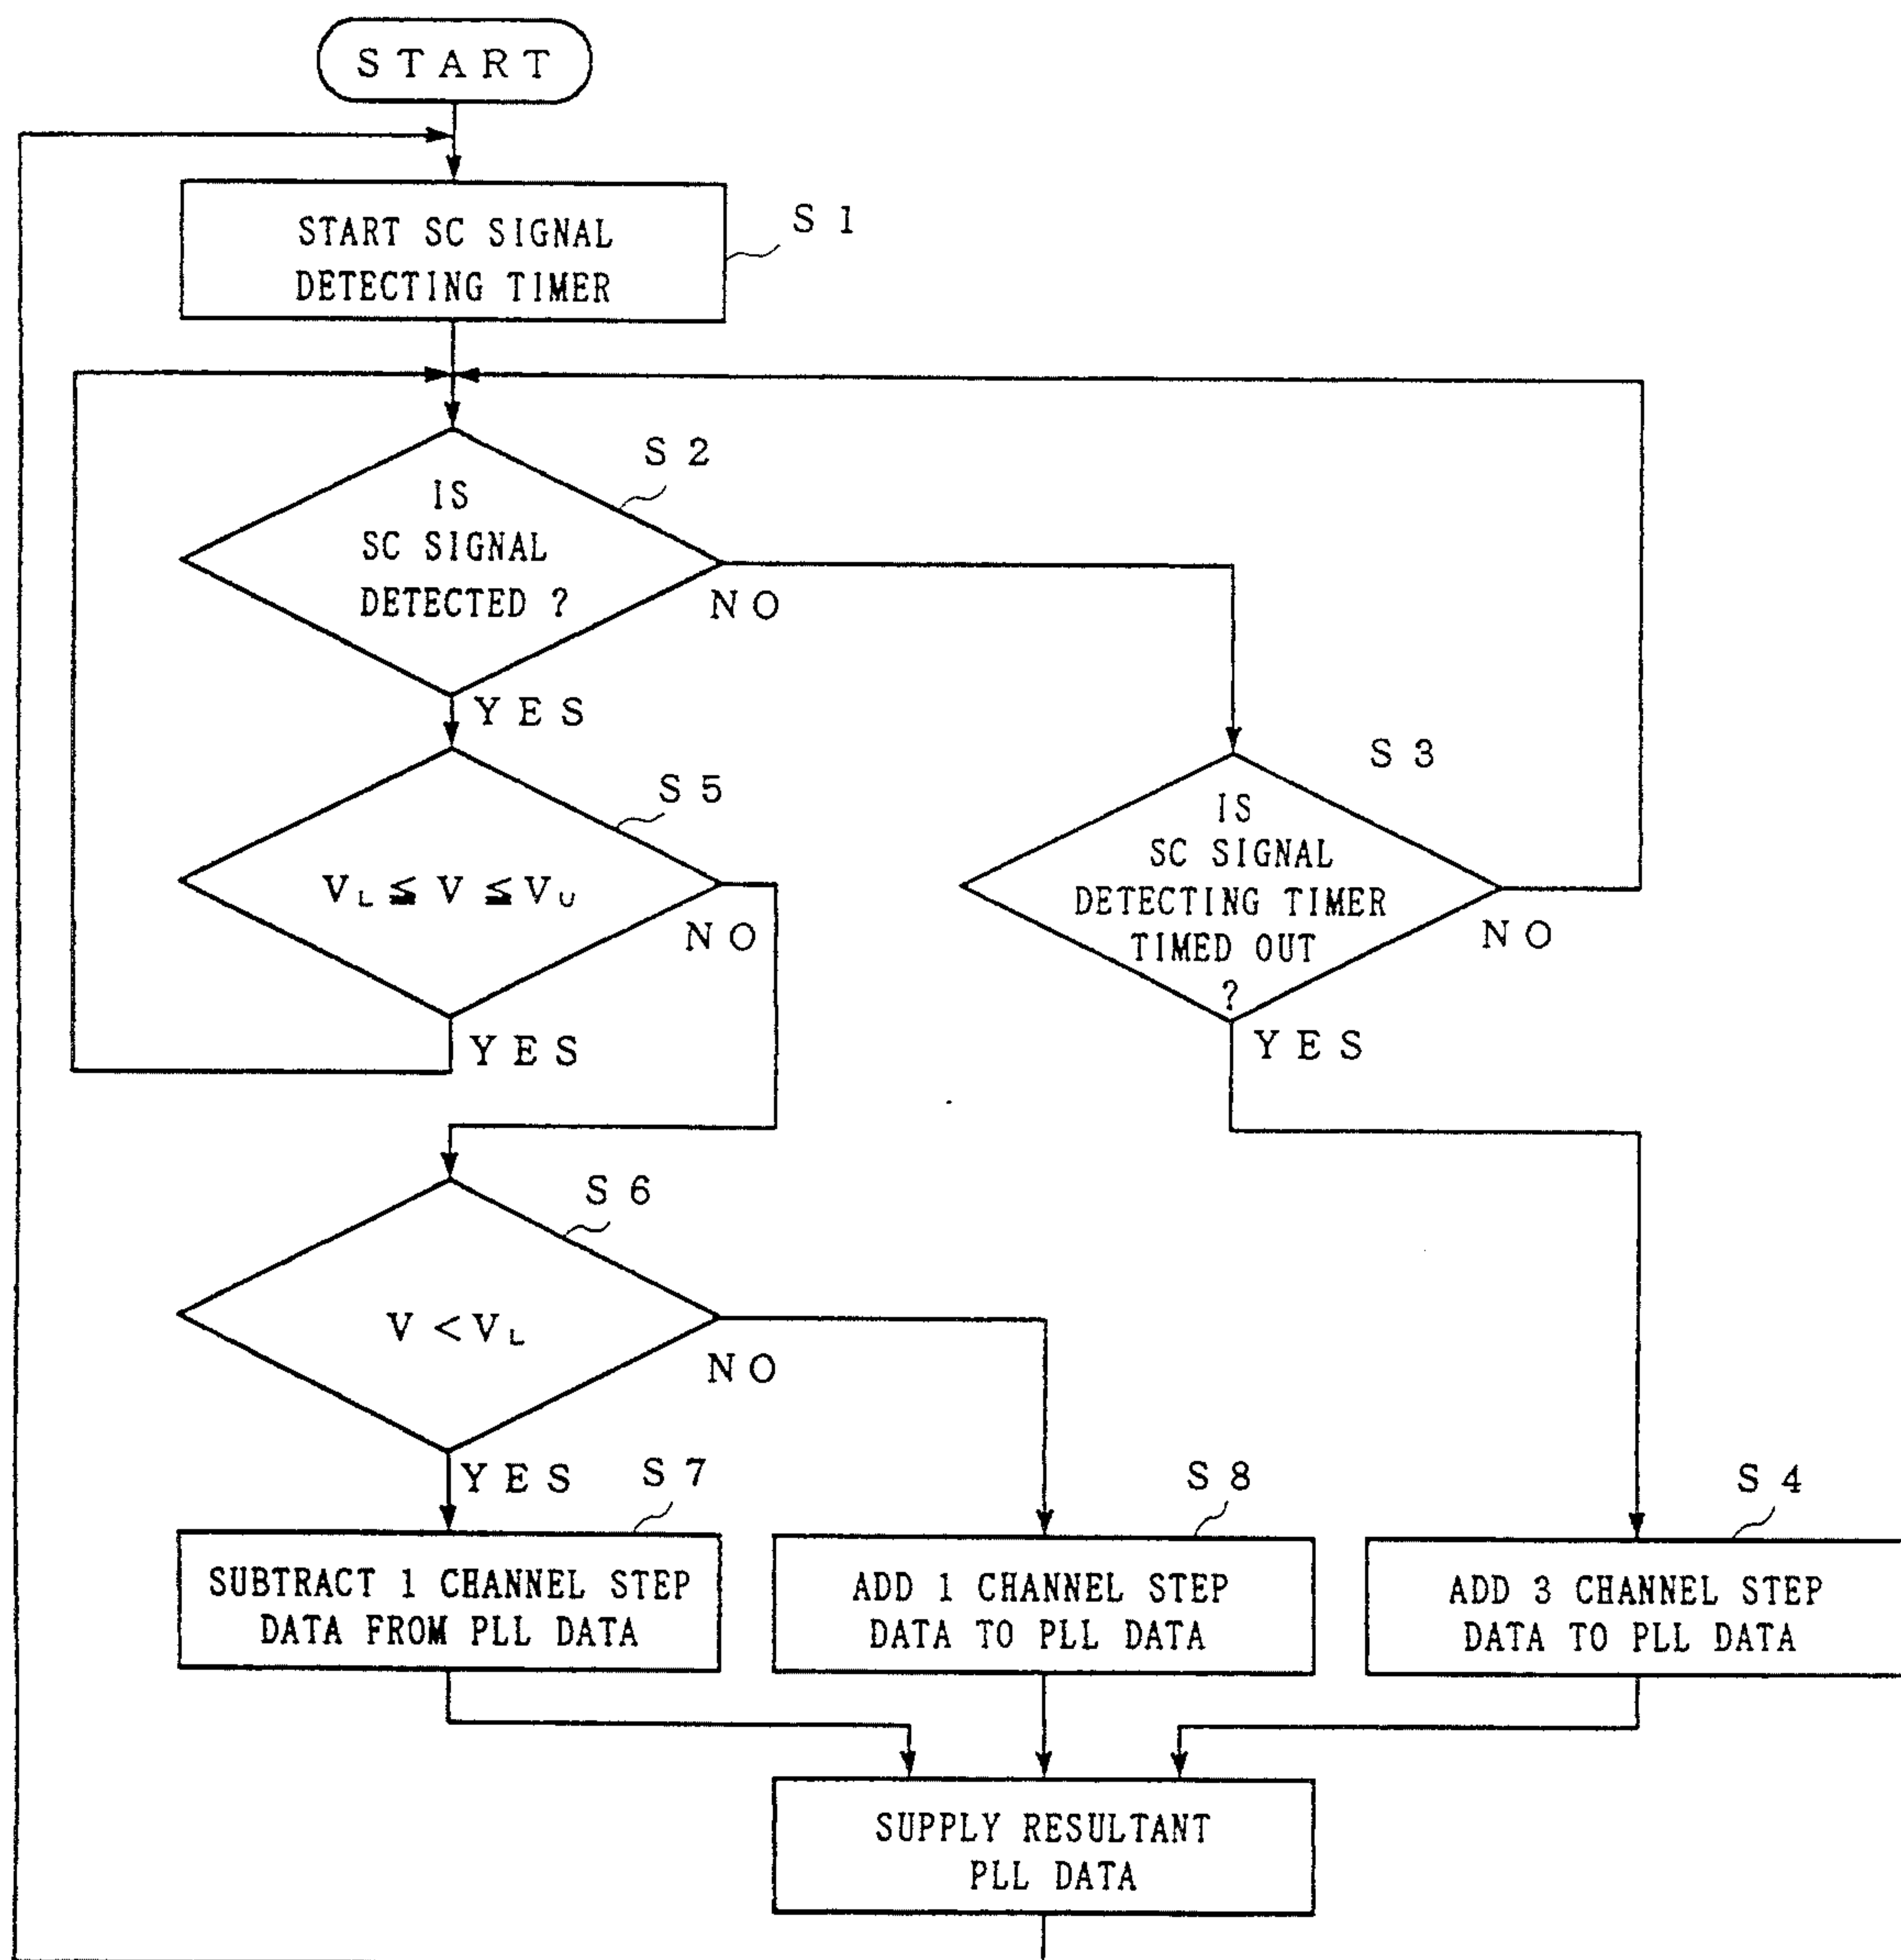 START
START SC SIGNAL
DETECTING TIMER
S1
IS
SC SIGNAL
DETECTED ?
S2
NO
YES
V_L ≦ V ≦ V_U
S5
NO
YES
S3
IS
SC SIGNAL
DETECTING TIMER
TIMED OUT
?
NO
YES
S6
V < V_L
NO
YES
S7
SUBTRACT 1 CHANNEL STEP
DATA FROM PLL DATA
S8
ADD 1 CHANNEL STEP
DATA TO PLL DATA
S4
ADD 3 CHANNEL STEP
DATA TO PLL DATA
SUPPLY RESULTANT
PLL DATA